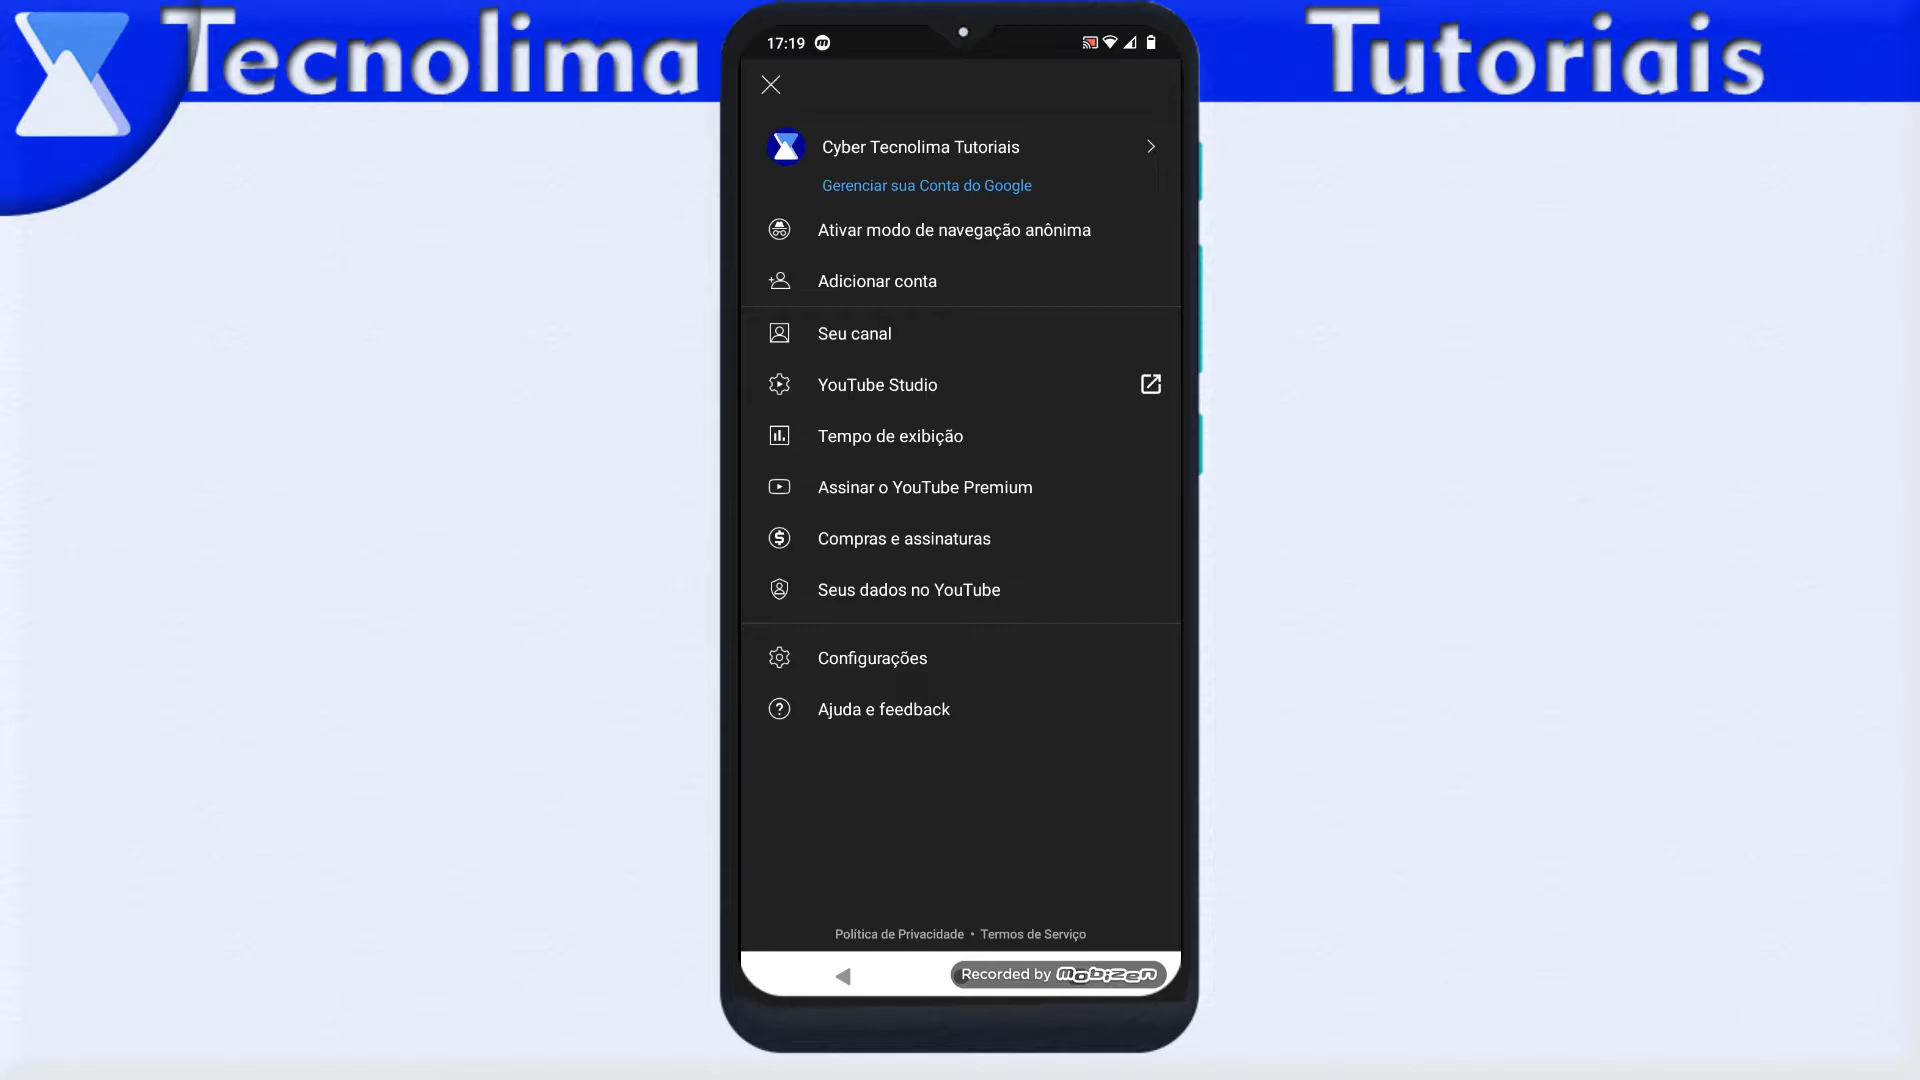 Tecnolima Tutoriais
17:19
Cyber Tecnolima Tutoriais
Gerenciar sua Conta do Google
Ativar modo de navegação anônima
Adicionar conta
Seu canal
YouTube Studio
Tempo de exibição
Assinar o YouTube Premium
Compras e assinaturas
Seus dados no YouTube
Configurações
Ajuda e feedback
Política de Privacidade • Termos de Serviço
Recorded by mobizen